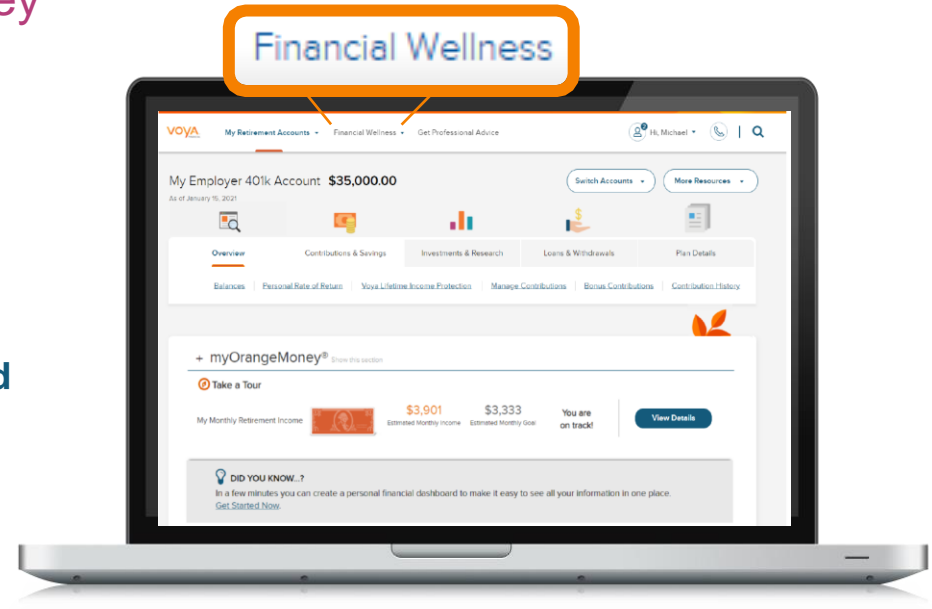 ey
Financial Wellness
VOYA My Retirement Accounts Financial Wellness Get Professional Advice 2 Hi, Michael
My Employer 401k Account $35,000.00 Switch Accounts More Resources
As of January 15, 2021
Overview Contributions & Savings Investments & Research Loans & Withdrawals Plan Details
Balances Personal Rate of Return Voya Lifetime Income Protection Manage Contributions Bonus Contributions Contribution History
+ myOrangeMoney® Show this section
d
Take a Tour
My Monthly Retirement Income $3,901 $3,333 You are View Details
Estimated Monthly Income Estimated Monthly Goal on track!
DID YOU KNOW...?
In a few minutes you can create a personal financial dashboard to make it easy to see all your information in one place.
Get Started Now.